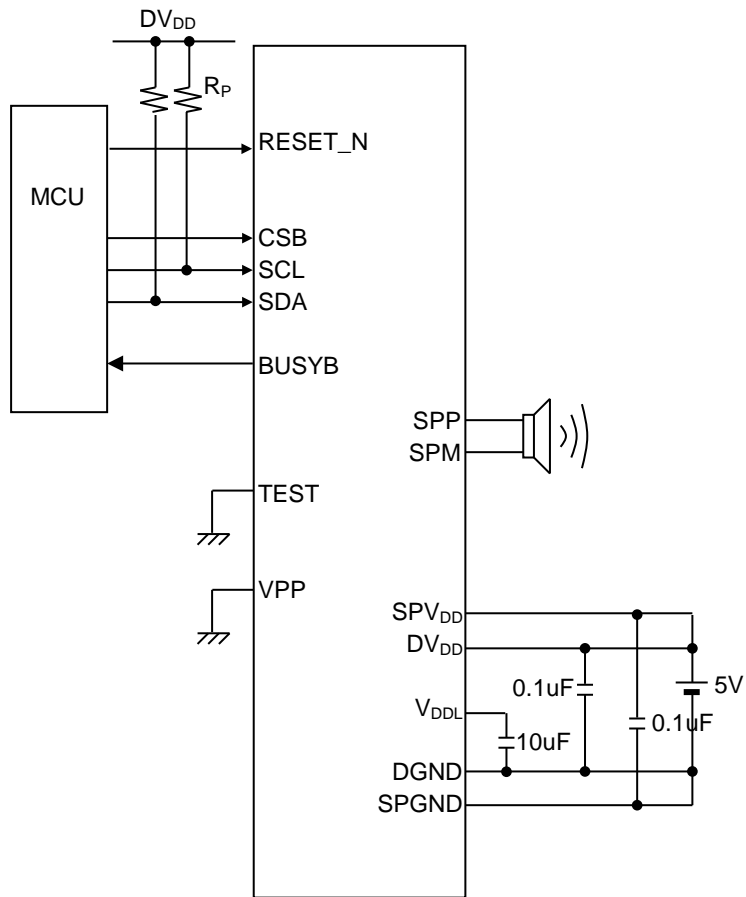 DVDD
RP
RESET_N
MCU
CSB
SCL
SDA
BUSYB
SPP
SPM
TEST
VPP
SPVDD
DVDD
0.1uF
5V
VDDL
0.1uF
10uF
DGND
SPGND